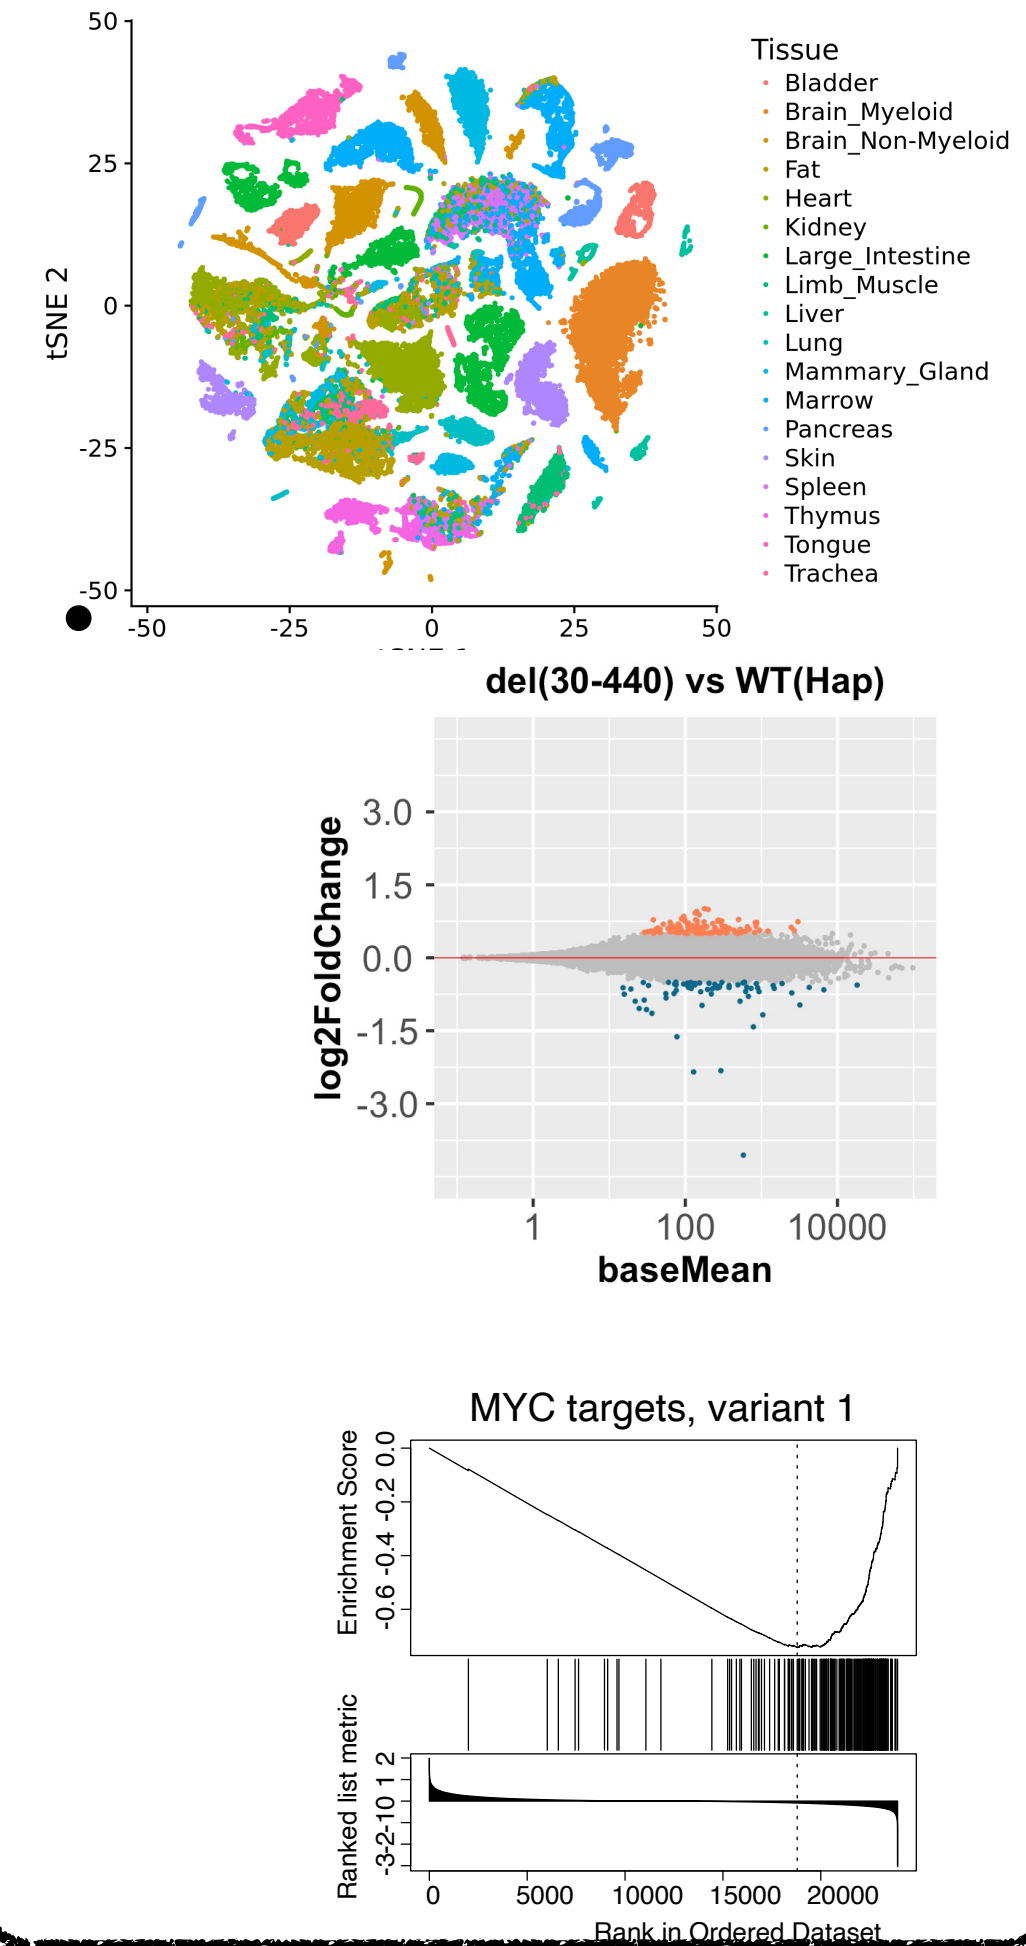 50
25
0
-25
-50
tSNE 2
-50 -25 0 25 50
Tissue
Bladder
Brain_Myeloid
Brain_Non-Myeloid
Fat
Heart
Kidney
Large_Intestine
Limb_Muscle
Liver
Lung
Mammary_Gland
Marrow
Pancreas
Skin
Spleen
Thymus
Tongue
Trachea
del(30-440) vs WT(Hap)
log2FoldChange
3.0
1.5
0.0
-1.5
-3.0
1 100 10000
baseMean
MYC targets, variant 1
Enrichment Score
0.0
-0.2
-0.4
-0.6
Ranked list metric
2
1
0
-1
-2
-3
0 5000 10000 15000 20000
Rank in Ordered Dataset